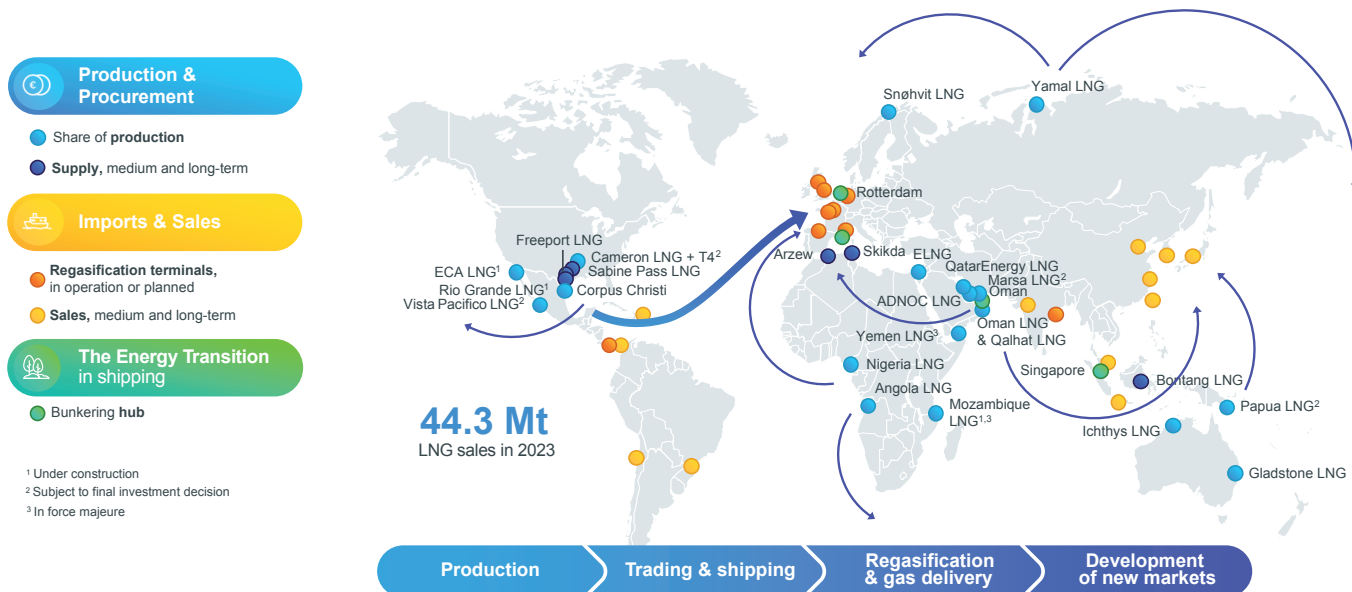 Production &
Procurement
Share of production
Supply, medium and long-term
Imports & Sales
Regasification terminals,
in operation or planned
Sales, medium and long-term
The Energy Transition
in shipping
Bunkering hub
¹ Under construction
² Subject to final investment decision
³ In force majeure
Snøhvit LNG
Yamal LNG
Rotterdam
Freeport LNG
Cameron LNG + T4²
ECA LNG¹
Sabine Pass LNG
Rio Grande LNG¹
Corpus Christi
Vista Pacifico LNG²
Arzew
Skikda
ELNG
QatarEnergy LNG
Marsa LNG²
Oman
ADNOC LNG
Oman LNG
& Qalhat LNG
Yemen LNG³
Nigeria LNG
Singapore
Bontang LNG
Angola LNG
Mozambique
LNG¹,³
Papua LNG²
Ichthys LNG
Gladstone LNG
44.3 Mt
LNG sales in 2023
Production
Trading & shipping
Regasification
& gas delivery
Development
of new markets